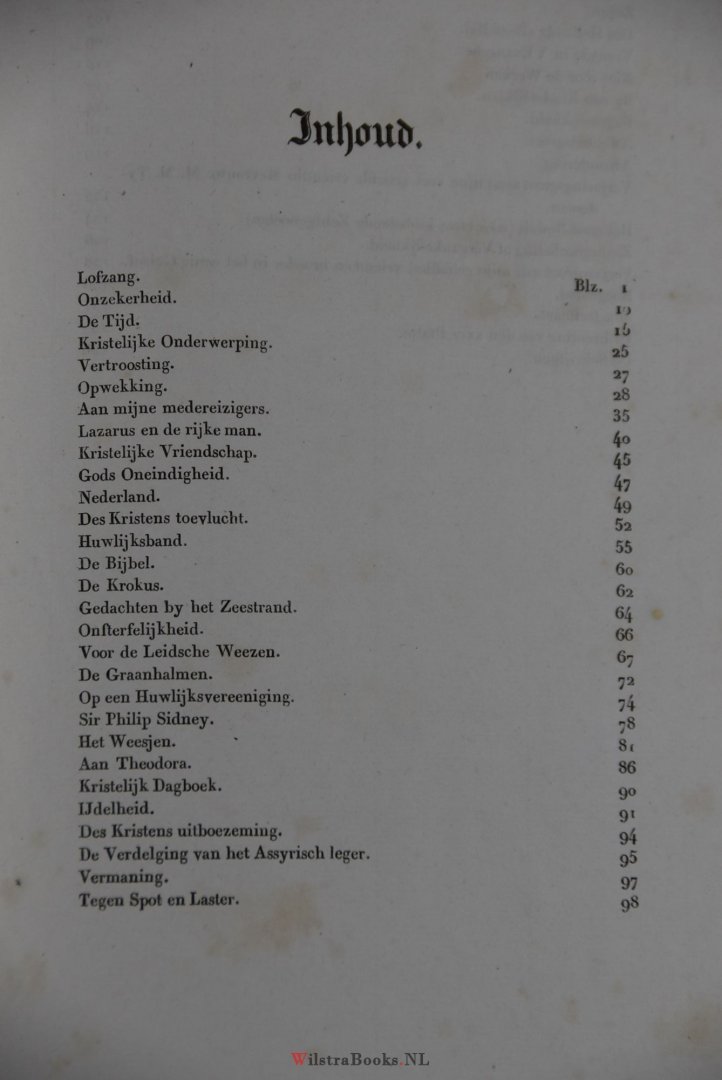 Inhoud.
Lofzang. Blz. 1
Onzekerheid. 10
De Tijd. 16
Kristelijke Onderwerping. 25
Vertroosting. 27
Opwekking. 28
Aan mijne medereizigers. 35
Lazarus en de rijke man. 40
Kristelijke Vriendschap. 45
Gods Oneindigheid. 47
Nederland. 49
Des Kristens toevlucht. 52
Huwlijksband. 55
De Bijbel. 60
De Krokus. 62
Gedachten by het Zeestrand. 64
Onſterfelijkheid. 66
Voor de Leidsche Weezen. 67
De Graanhalmen. 72
Op een Huwlijksvereeniging. 74
Sir Philip Sidney. 78
Het Weesjen. 81
Aan Theodora. 86
Kristelijk Dagboek. 90
IJdelheid. 91
Des Kristens uitboezeming. 94
De Verdelging van het Assyrisch leger. 95
Vermaning. 97
Tegen Spot en Laster. 98
WilstraBooks.NL